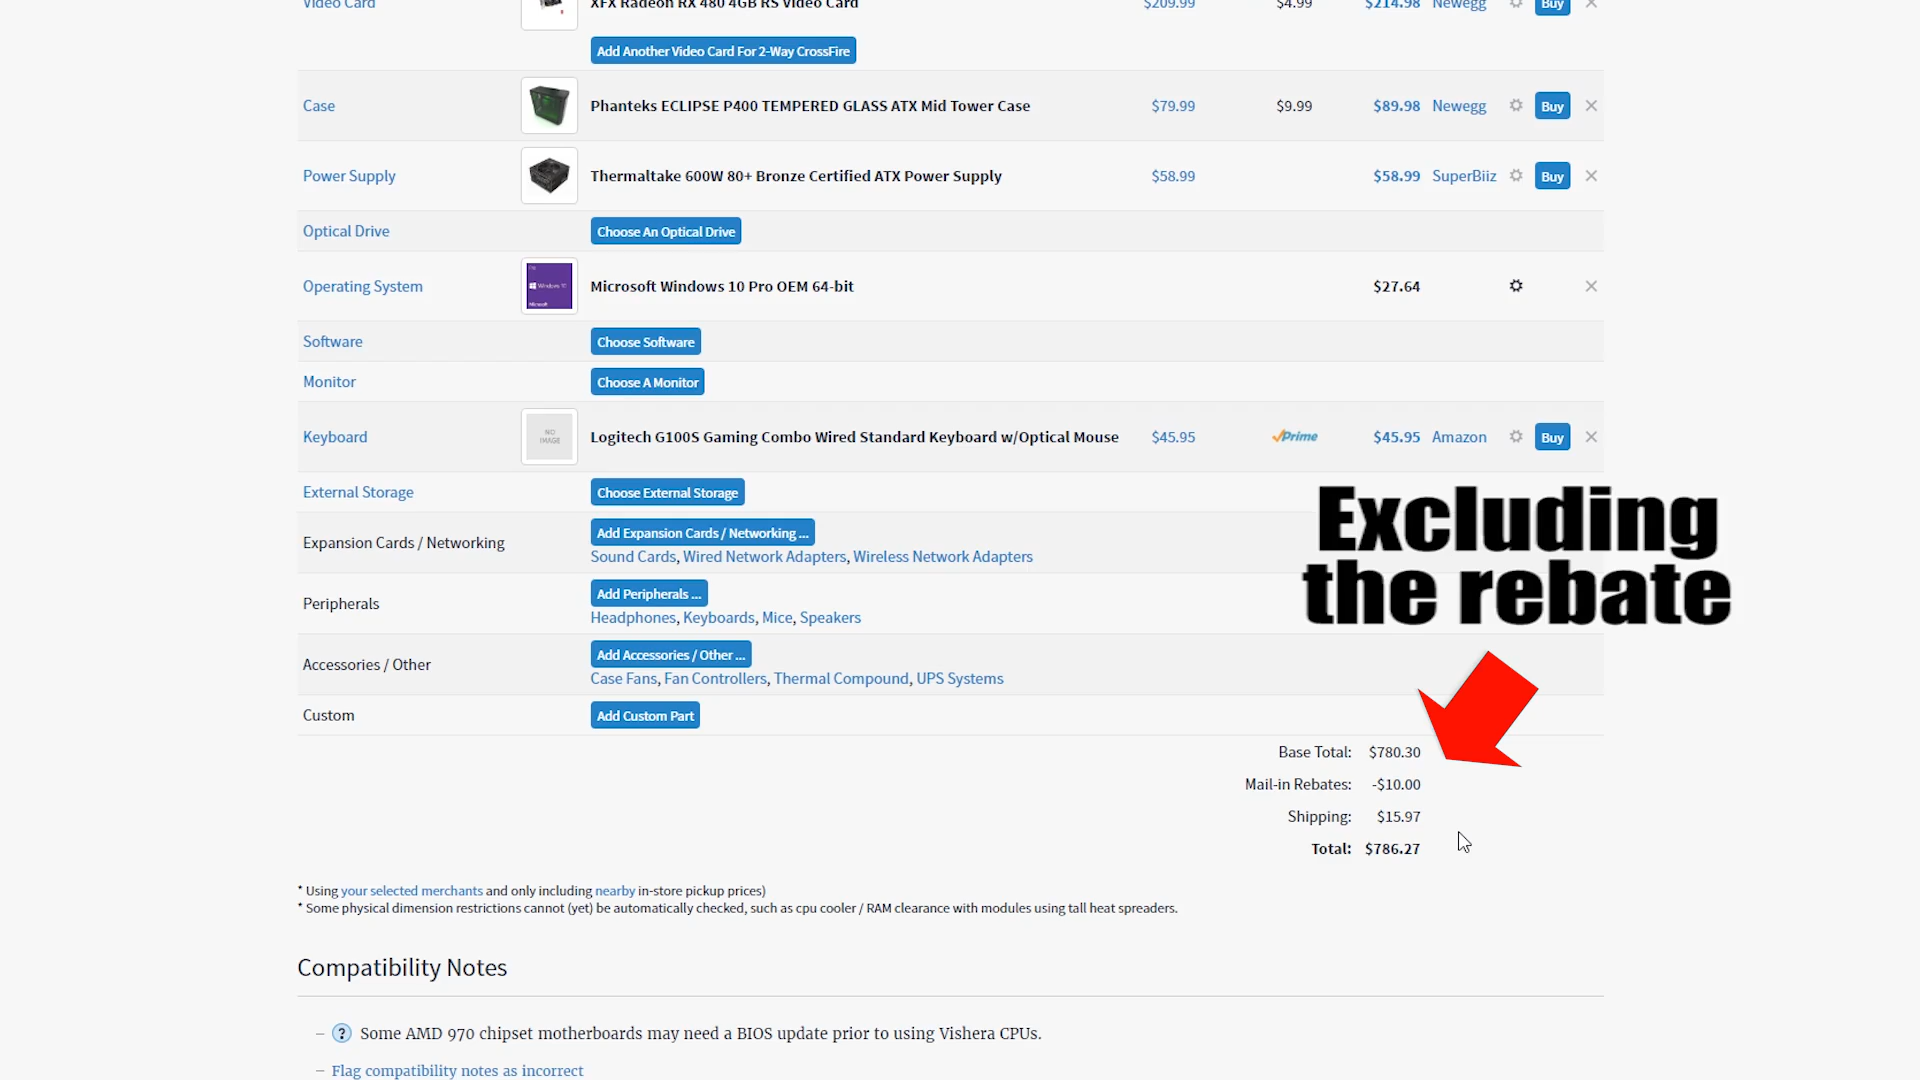 Video Card XFX Radeon RX 480 4GB RS Video Card $209.99 $4.99 $214.98 Newegg Buy
Add Another Video Card For 2-Way CrossFire
Case Phanteks ECLIPSE P400 TEMPERED GLASS ATX Mid Tower Case $79.99 $9.99 $89.98 Newegg Buy
Power Supply Thermaltake 600W 80+ Bronze Certified ATX Power Supply $58.99 $58.99 SuperBiiz Buy
Optical Drive Choose An Optical Drive
Operating System Windows 10 Microsoft Microsoft Windows 10 Pro OEM 64-bit $27.64
Software Choose Software
Monitor Choose A Monitor
Keyboard NO IMAGE Logitech G100S Gaming Combo Wired Standard Keyboard w/Optical Mouse $45.95 Prime $45.95 Amazon Buy
External Storage Choose External Storage
Excluding
the rebate
Expansion Cards / Networking Add Expansion Cards / Networking ...
Sound Cards, Wired Network Adapters, Wireless Network Adapters
Peripherals Add Peripherals ...
Headphones, Keyboards, Mice, Speakers
Accessories / Other Add Accessories / Other ...
Case Fans, Fan Controllers, Thermal Compound, UPS Systems
Custom Add Custom Part
Base Total: $780.30
Mail-in Rebates: -$10.00
Shipping: $15.97
Total: $786.27
* Using your selected merchants and only including nearby in-store pickup prices)
* Some physical dimension restrictions cannot (yet) be automatically checked, such as cpu cooler / RAM clearance with modules using tall heat spreaders.
Compatibility Notes
– ? Some AMD 970 chipset motherboards may need a BIOS update prior to using Vishera CPUs.
– Flag compatibility notes as incorrect